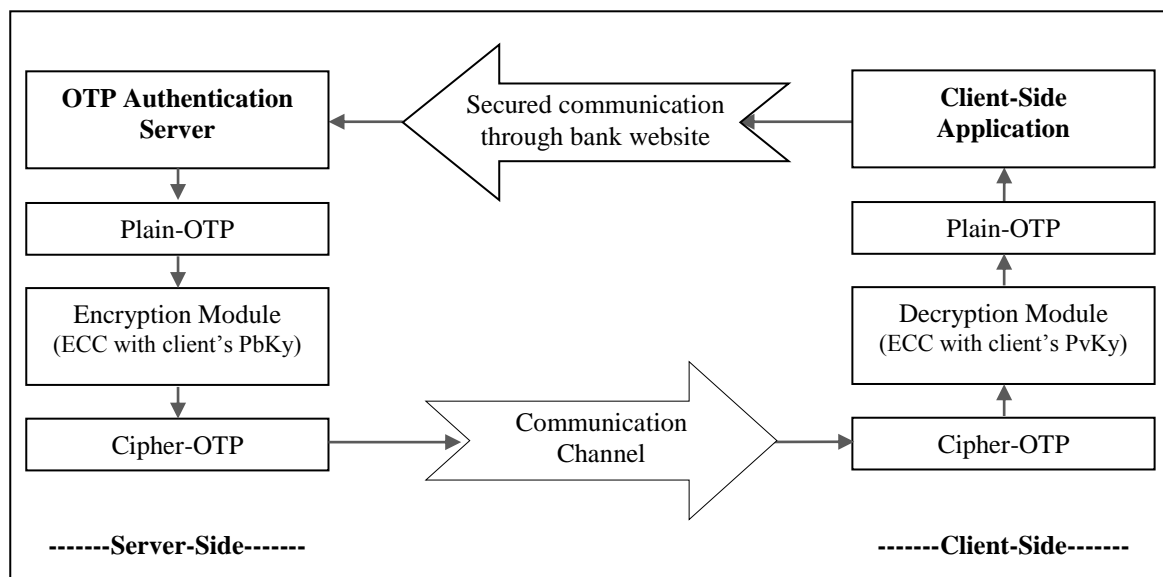 OTP Authentication
Server
Secured communication
through bank website
Client-Side
Application
Plain-OTP
Plain-OTP
Encryption Module
(ECC with client’s PbKy)
Decryption Module
(ECC with client’s PvKy)
Cipher-OTP
Communication
Channel
Cipher-OTP
-------Server-Side-------
-------Client-Side-------